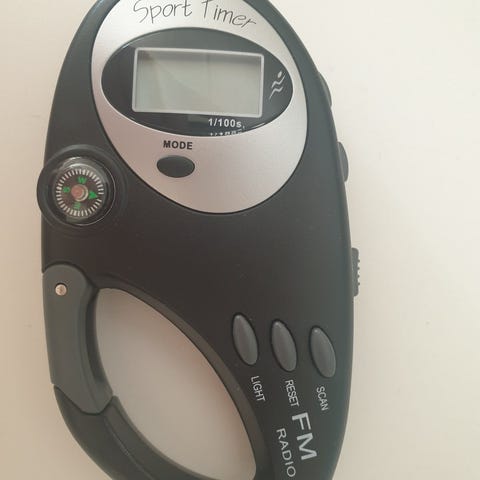 Sport Timer
1/100s.
MODE
W
LIGHT
RESET
SCAN
FM
RADIO